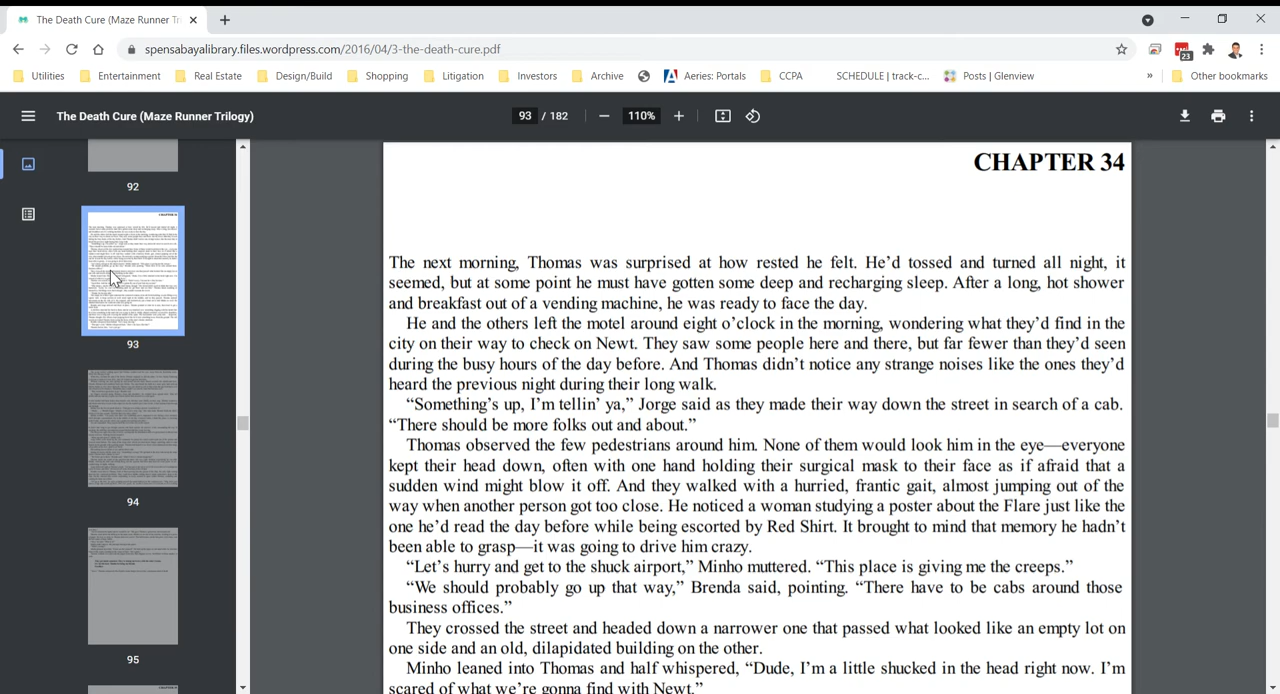 The Death Cure (Maze Runner Tri
spensabayalibrary.files.wordpress.com/2016/04/3-the-death-cure.pdf
23
Utilities
Entertainment
Real Estate
Design/Build
Shopping
Litigation
Investors
Archive
Aeries: Portals
CCPA
SCHEDULE | track-c...
Posts | Glenview
»
Other bookmarks
The Death Cure (Maze Runner Trilogy)
93 / 182
110%
92
93
94
95
CHAPTER 34
The next morning, Thomas was surprised at how rested he felt. He'd tossed and turned all night, it
seemed, but at some point he must have gotten some deep and recharging sleep. After a long, hot shower
and breakfast out of a vending machine, he was ready to face the day.
He and the others left the motel around eight o'clock in the morning, wondering what they'd find in the
city on their way to check on Newt. They saw some people here and there, but far fewer than they'd seen
during the busy hours of the day before. And Thomas didn't notice any strange noises like the ones they'd
heard the previous night during their long walk.
“Something's up, I'm tellin' ya,” Jorge said as they made their way down the street in search of a cab.
“There should be more folks out and about.”
Thomas observed the few pedestrians around him. None of them would look him in the eye—everyone
kept their heads down, often with one hand holding their surgical mask to their face as if afraid that a
sudden wind might blow it off. And they walked with a hurried, frantic gait, almost jumping out of the
way when another person got too close. He noticed a woman studying a poster about the Flare just like the
one he'd read the day before while being escorted by Red Shirt. It brought to mind that memory he hadn't
been able to grasp—it was going to drive him crazy.
“Let's hurry and get to the shuck airport,” Minho muttered. “This place is giving me the creeps.”
“We should probably go up that way,” Brenda said, pointing. “There have to be cabs around those
business offices.”
They crossed the street and headed down a narrower one that passed what looked like an empty lot on
one side and an old, dilapidated building on the other.
Minho leaned into Thomas and half whispered, “Dude, I'm a little shucked in the head right now. I'm
scared of what we're gonna find with Newt.”